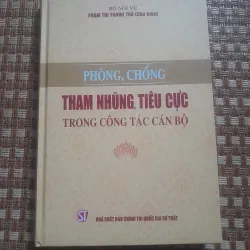 BỘ NỘI VỤ
PHẠM THỊ THANH TRÀ (Chủ biên)
PHÒNG, CHỐNG
THAM NHŨNG, TIÊU CỰC
TRONG CÔNG TÁC CÁN BỘ
ST
NHÀ XUẤT BẢN CHÍNH TRỊ QUỐC GIA SỰ THẬT